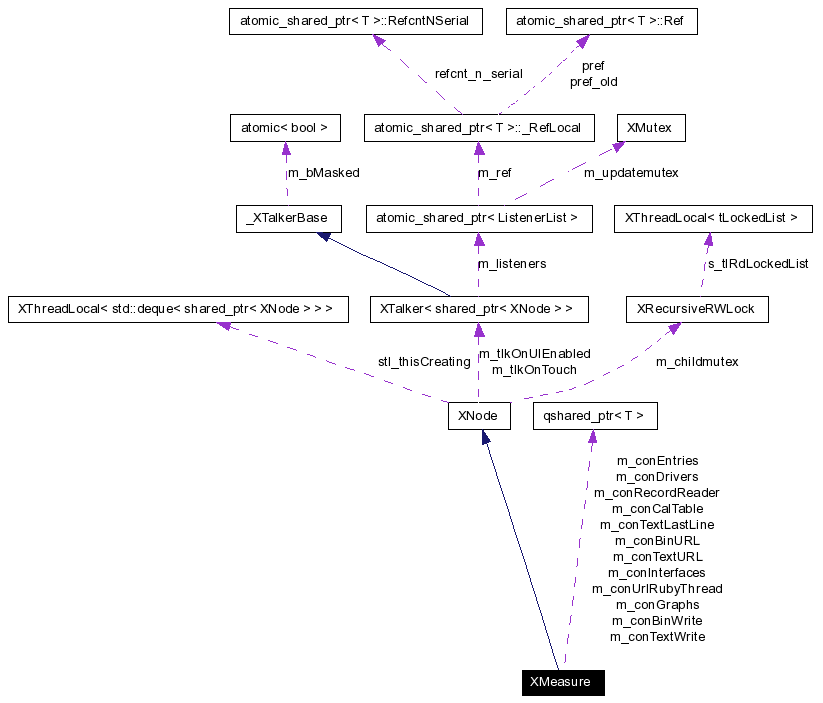 atomic_shared_ptr< T >::RefcntNSerial
atomic_shared_ptr< T >::Ref
refcnt_n_serial
pref
pref_old
atomic< bool >
atomic_shared_ptr< T >::_RefLocal
XMutex
m_bMasked
m_ref
m_updatemutex
_XTalkerBase
atomic_shared_ptr< ListenerList >
XThreadLocal< tLockedList >
m_listeners
s_tlRdLockedList
XThreadLocal< std::deque< shared_ptr< XNode > > >
XTalker< shared_ptr< XNode > >
XRecursiveRWLock
stl_thisCreating
m_tlkOnUIEnabled
m_tlkOnTouch
m_childmutex
XNode
qshared_ptr< T >
m_conEntries
m_conDrivers
m_conRecordReader
m_conCalTable
m_conTextLastLine
m_conBinURL
m_conTextURL
m_conInterfaces
m_conUrlRubyThread
m_conGraphs
m_conBinWrite
m_conTextWrite
XMeasure